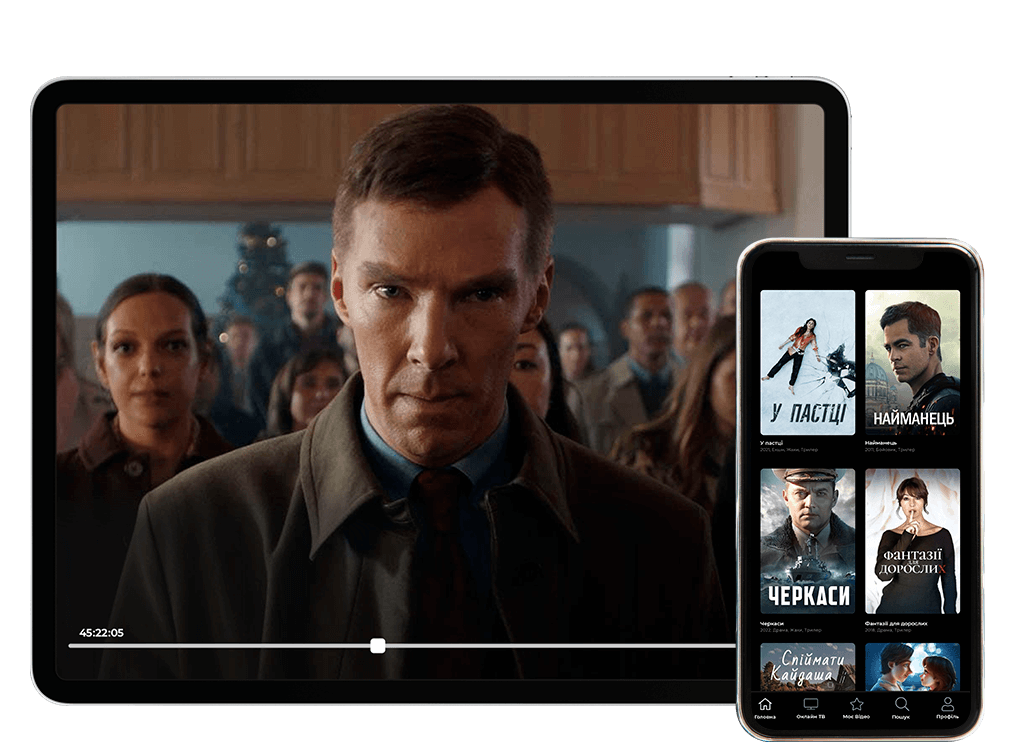 45:22:05
У ПАСТЦІ
НАЙМАНЕЦЬ
У пастці
2021, Екшн, Жахи, Трилер
Найманець
2011, Бойовик, Трилер
ЧЕРКАСИ
ФАНТАЗІЇ
ДЛЯ
ДОРОСЛИХ
Черкаси
2022, Драма, Жахи, Трилер
Фантазії для дорослих
2018, Драма, Трилер
Спіймати
Кайдаша
Головна
Онлайн ТВ
Моє Відео
Пошук
Профіль